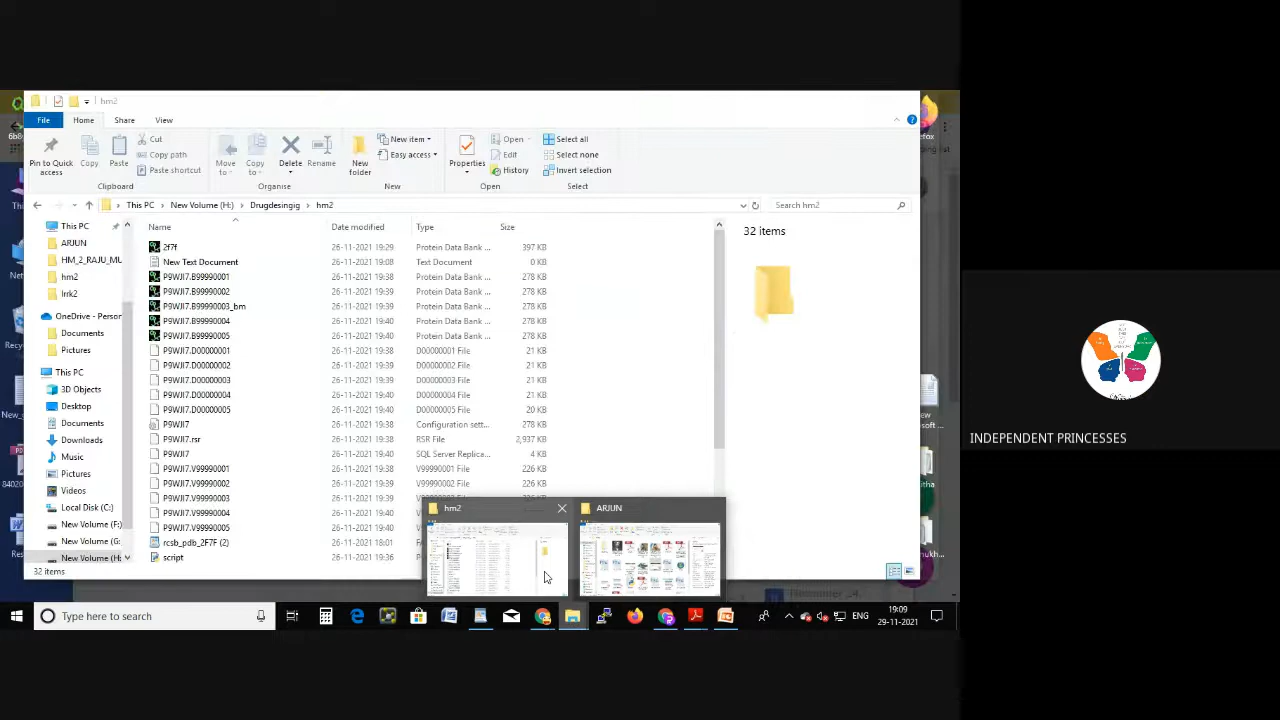 hm2
File Home Share View
Pin to Quick access
Copy
Paste
Cut
Copy path
Paste shortcut
Clipboard
Move to
Copy to
Delete
Rename
Organise
New folder
New item
Easy access
New
Properties
Open
Edit
History
Open
Select all
Select none
Invert selection
Select
This PC > New Volume (H:) > Drugdesingig > hm2
Search hm2
This PC
ARJUN
HM_2_RAJU_MU
hm2
lrrk2
OneDrive - Person
Documents
Pictures
This PC
3D Objects
Desktop
Documents
Downloads
Music
Pictures
Videos
Local Disk (C:)
New Volume (F:)
New Volume (G:
New Volume (H:
Name Date modified Type Size
2f7f 26-11-2021 19:29 Protein Data Bank ... 397 KB
New Text Document 26-11-2021 19:08 Text Document 0 KB
P9WJI7.B99990001 26-11-2021 19:38 Protein Data Bank ... 278 KB
P9WJI7.B99990002 26-11-2021 19:39 Protein Data Bank ... 278 KB
P9WJI7.B99990003_bm 26-11-2021 19:39 Protein Data Bank ... 278 KB
P9WJI7.B99990004 26-11-2021 19:40 Protein Data Bank ... 278 KB
P9WJI7.B99990005 26-11-2021 19:40 Protein Data Bank ... 278 KB
P9WJI7.D00000001 26-11-2021 19:38 D00000001 File 21 KB
P9WJI7.D00000002 26-11-2021 19:39 D00000002 File 21 KB
P9WJI7.D00000003 26-11-2021 19:39 D00000003 File 21 KB
P9WJI7.D00000004 26-11-2021 19:40 D00000004 File 21 KB
P9WJI7.D00000005 26-11-2021 19:40 D00000005 File 20 KB
P9WJI7 26-11-2021 19:38 Configuration sett... 278 KB
P9WJI7.rsr 26-11-2021 19:38 RSR File 2,937 KB
P9WJI7 26-11-2021 19:40 SQL Server Replica... 4 KB
P9WJI7.V99990001 26-11-2021 19:38 V99990001 File 226 KB
P9WJI7.V99990002 26-11-2021 19:39 V99990002 File 226 KB
P9WJI7.V99990003 26-11-2021 19:39 V99990003 File 226 KB
P9WJI7.V99990004 26-11-2021 19:40
P9WJI7.V99990005 26-11-2021 19:40
rcsb_pdb_2F7F (2) 26-11-2021 18:01
script 26-11-2021 19:36
32 items
32 items
hm2
ARJUN
Type here to search
ENG
19:09
29-11-2021
INDEPENDENT PRINCESSES